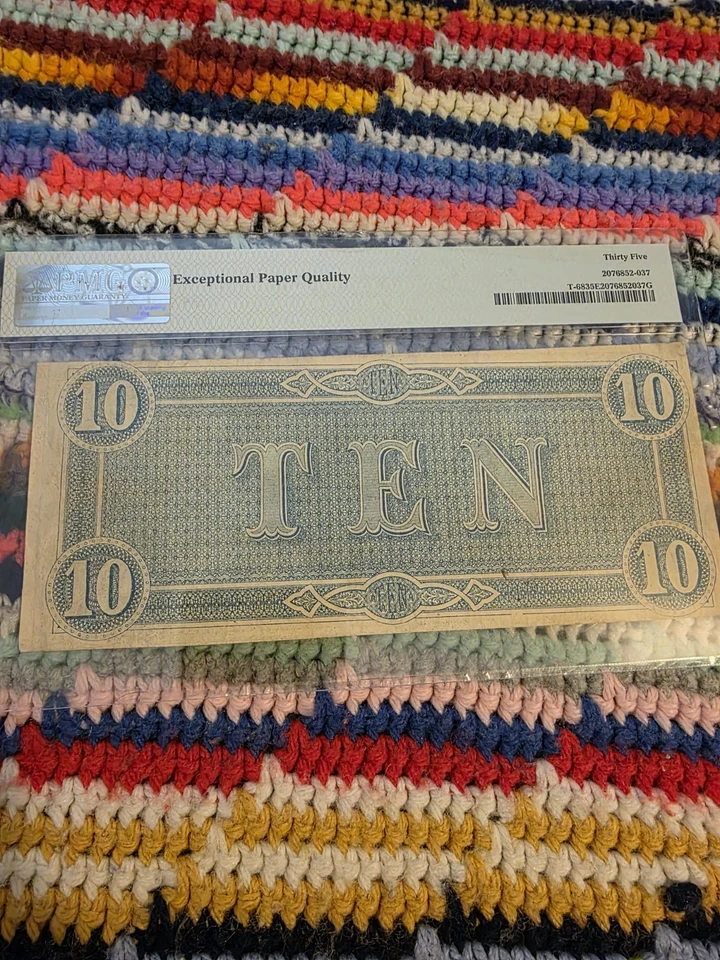 PMG
PAPER MONEY GUARANTY
Exceptional Paper Quality
Thirty Five
2076852-037
T-6835E2076852037G
10
TEN
10
TEN
10
TEN
10